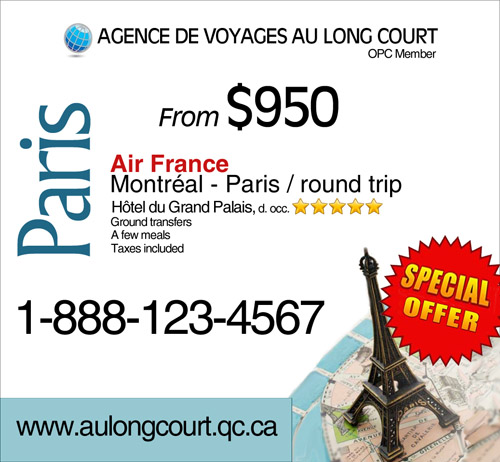 AGENCE DE VOYAGES AU LONG COURT
OPC Member
Paris
From $950
Air France
Montréal - Paris / round trip
Hôtel du Grand Palais, d. occ.
Ground transfers
A few meals
Taxes included
SPECIAL
OFFER
1-888-123-4567
www.aulongcourt.qc.ca